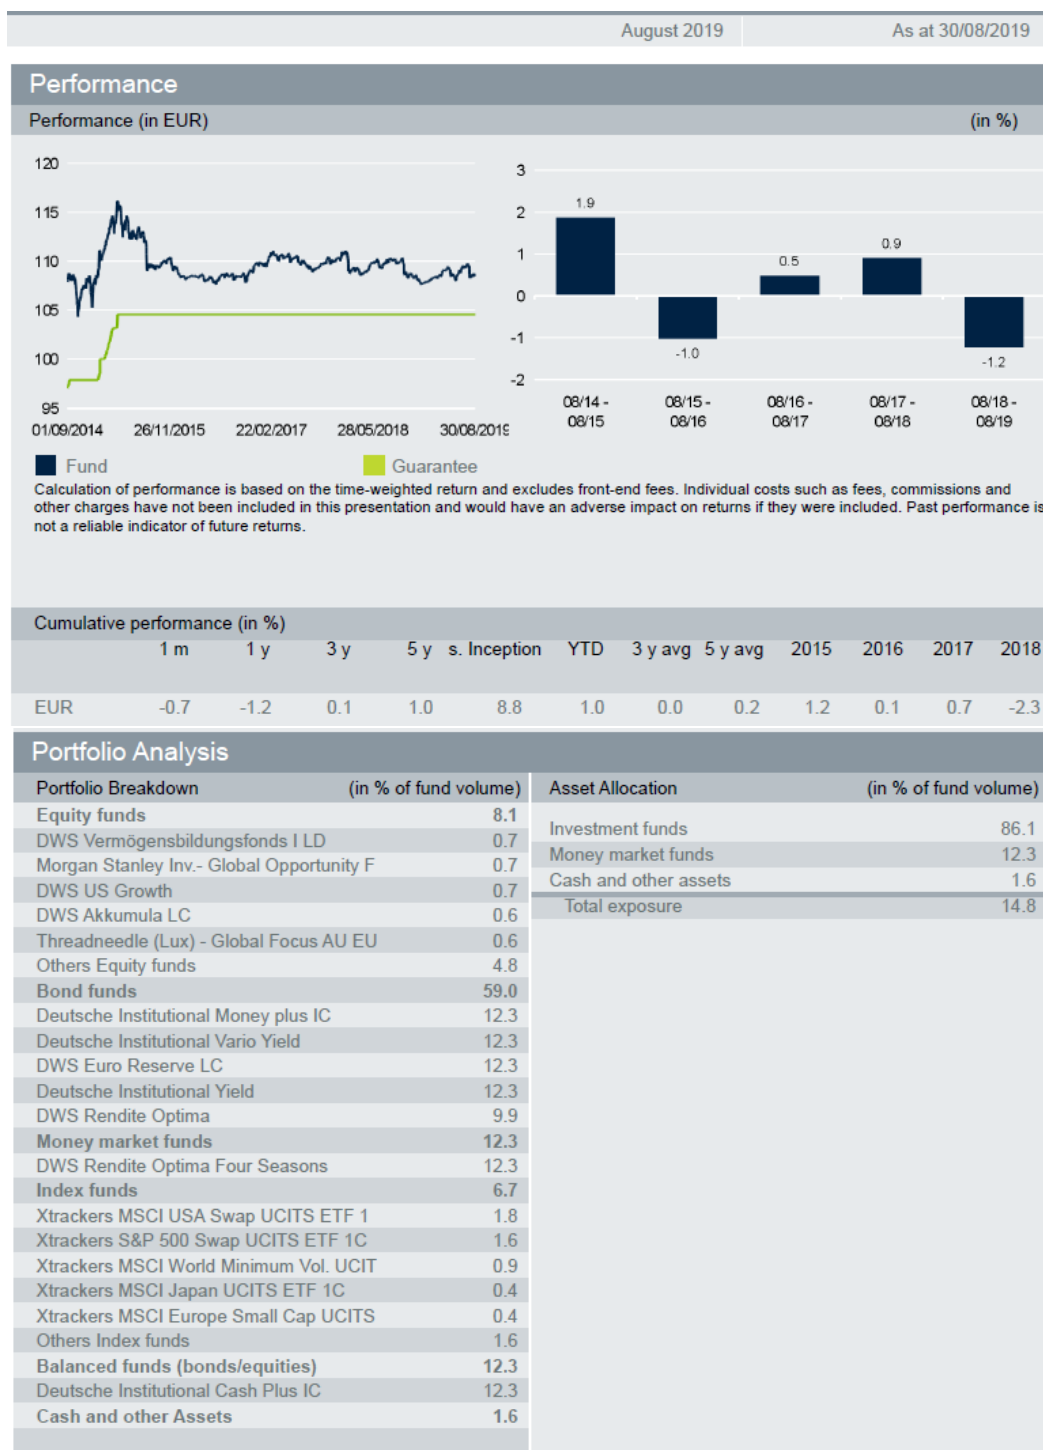 August 2019 As at 30/08/2019
Performance
Performance (in EUR) (in %)
120
115
110
105
100
95
01/09/2014 26/11/2015 22/02/2017 28/05/2018 30/08/2019
3
2
1
0
-1
-2
1.9
-1.0
0.5
0.9
-1.2
08/14 - 08/15 - 08/16 - 08/17 - 08/18 -
08/15 08/16 08/17 08/18 08/19
Fund Guarantee
Calculation of performance is based on the time-weighted return and excludes front-end fees. Individual costs such as fees, commissions and
other charges have not been included in this presentation and would have an adverse impact on returns if they were included. Past performance is
not a reliable indicator of future returns.
Cumulative performance (in %)
1 m 1 y 3 y 5 y s. Inception YTD 3 y avg 5 y avg 2015 2016 2017 2018
EUR -0.7 -1.2 0.1 1.0 8.8 1.0 0.0 0.2 1.2 0.1 0.7 -2.3
Portfolio Analysis
Portfolio Breakdown (in % of fund volume)
Equity funds 8.1
DWS Vermögensbildungsfonds I LD 0.7
Morgan Stanley Inv.- Global Opportunity F 0.7
DWS US Growth 0.7
DWS Akkumula LC 0.6
Threadneedle (Lux) - Global Focus AU EU 0.6
Others Equity funds 4.8
Bond funds 59.0
Deutsche Institutional Money plus IC 12.3
Deutsche Institutional Vario Yield 12.3
DWS Euro Reserve LC 12.3
Deutsche Institutional Yield 12.3
DWS Rendite Optima 9.9
Money market funds 12.3
DWS Rendite Optima Four Seasons 12.3
Index funds 6.7
Xtrackers MSCI USA Swap UCITS ETF 1 1.8
Xtrackers S&P 500 Swap UCITS ETF 1C 1.6
Xtrackers MSCI World Minimum Vol. UCIT 0.9
Xtrackers MSCI Japan UCITS ETF 1C 0.4
Xtrackers MSCI Europe Small Cap UCITS 0.4
Others Index funds 1.6
Balanced funds (bonds/equities) 12.3
Deutsche Institutional Cash Plus IC 12.3
Cash and other Assets 1.6
Asset Allocation (in % of fund volume)
Investment funds 86.1
Money market funds 12.3
Cash and other assets 1.6
Total exposure 14.8